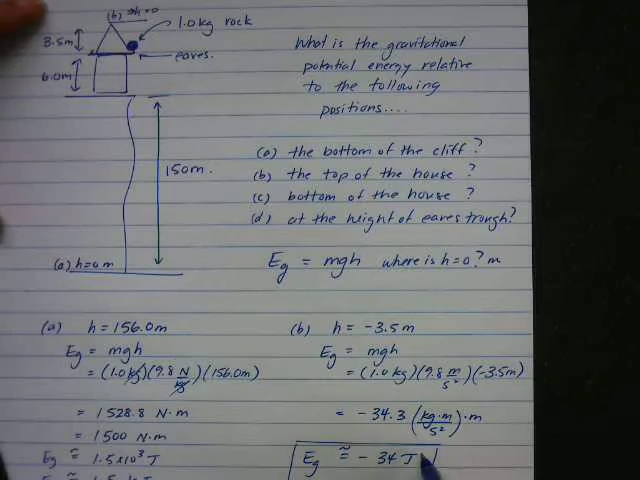 (b) h=0
1.0kg rock
3.5m
eaves.
6.0m
What is the gravitational
potential energy relative
to the following
positions....
150m.
(a) the bottom of the cliff?
(b) the top of the house?
(c) bottom of the house?
(d) at the height of eaves trough?
(a) h=0 m
Eg = mgh where is h=0? m
(a) h = 156.0m
Eg = mgh
= (1.0 kg)(9.8 N/kg)(156.0m)
= 1528.8 N·m
= 1500 N·m
Eg ≅ 1.5x10³ J
(b) h = -3.5m
Eg = mgh
= (1.0 kg)(9.8 m/s²)(-3.5m)
= -34.3 (kg·m/s²)·m
Eg ≅ - 34 J